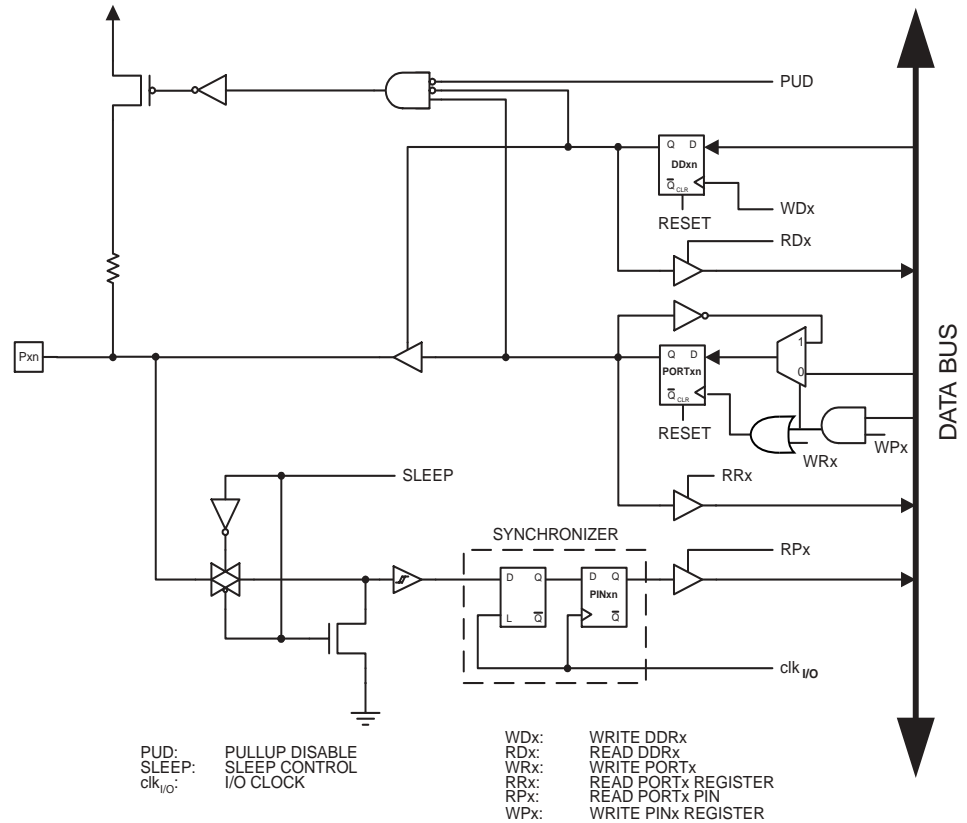 PUD
Q D
DDxn
Q CLR
WDx
RESET
RDx
Pxn
1
Q D
PORTxn
0
Q CLR
RESET
WRx
WPx
DATA BUS
SLEEP
RRx
SYNCHRONIZER
RPx
D Q
D Q
PINxn
L Q
Q
clk I/O
PUD: PULLUP DISABLE
SLEEP: SLEEP CONTROL
clkI/O: I/O CLOCK
WDx: WRITE DDRx
RDx: READ DDRx
WRx: WRITE PORTx
RRx: READ PORTx REGISTER
RPx: READ PORTx PIN
WPx: WRITE PINx REGISTER